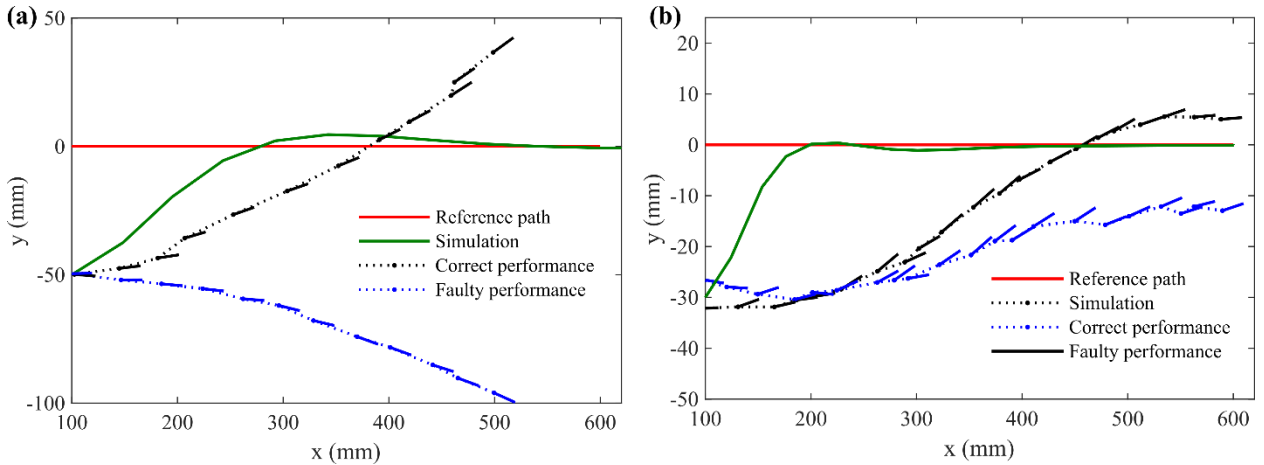 (a)
50
0
-50
-100
y (mm)
100 200 300 400 500 600
x (mm)
Reference path
Simulation
Correct performance
Faulty performance
(b)
20
10
0
-10
-20
-30
-40
-50
y (mm)
100 200 300 400 500 600
x (mm)
Reference path
Simulation
Correct performance
Faulty performance